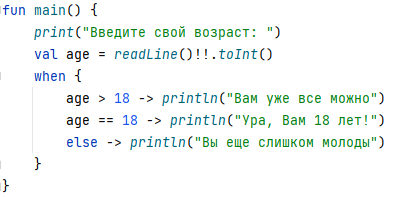 fun main() {
    print("Введите свой возраст: ")
    val age = readLine()!!.toInt()
    when {
        age > 18 -> println("Вам уже все можно")
        age == 18 -> println("Ура, Вам 18 лет!")
        else -> println("Вы еще слишком молоды")
    }
}